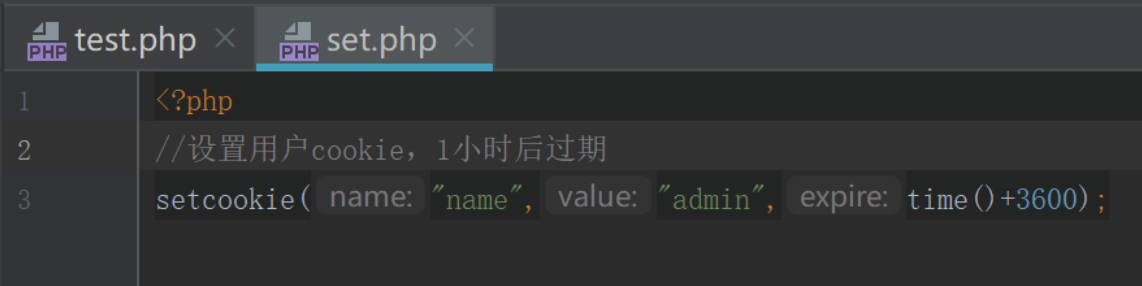 PHP test.php × PHP set.php ×
1 <?php
2 //设置用户cookie，1小时后过期
3 setcookie( name: "name", value: "admin", expire: time()+3600);